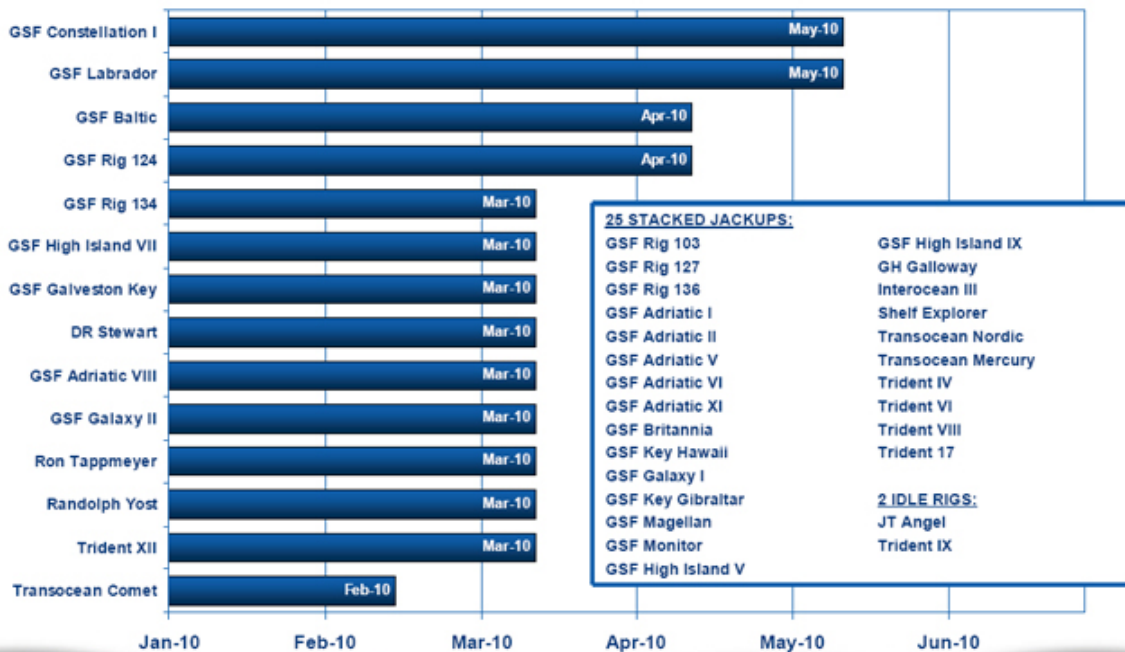 GSF Constellation I May-10
GSF Labrador May-10
GSF Baltic Apr-10
GSF Rig 124 Apr-10
GSF Rig 134 Mar-10
GSF High Island VII Mar-10
GSF Galveston Key Mar-10
DR Stewart Mar-10
GSF Adriatic VIII Mar-10
GSF Galaxy II Mar-10
Ron Tappmeyer Mar-10
Randolph Yost Mar-10
Trident XII Mar-10
Transocean Comet Feb-10
25 STACKED JACKUPS:
GSF Rig 103
GSF Rig 127
GSF Rig 136
GSF Adriatic I
GSF Adriatic II
GSF Adriatic V
GSF Adriatic VI
GSF Adriatic XI
GSF Britannia
GSF Key Hawaii
GSF Galaxy I
GSF Key Gibraltar
GSF Magellan
GSF Monitor
GSF High Island V
GSF High Island IX
GH Galloway
Interocean III
Shelf Explorer
Transocean Nordic
Transocean Mercury
Trident IV
Trident VI
Trident VIII
Trident 17
2 IDLE RIGS:
JT Angel
Trident IX
Jan-10 Feb-10 Mar-10 Apr-10 May-10 Jun-10